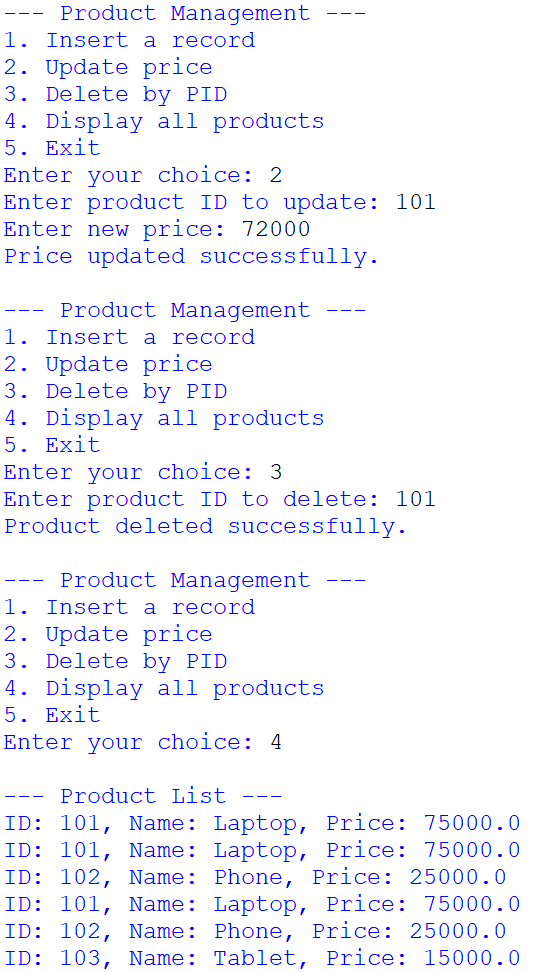 --- Product Management ---
1. Insert a record
2. Update price
3. Delete by PID
4. Display all products
5. Exit
Enter your choice: 2
Enter product ID to update: 101
Enter new price: 72000
Price updated successfully.
--- Product Management ---
1. Insert a record
2. Update price
3. Delete by PID
4. Display all products
5. Exit
Enter your choice: 3
Enter product ID to delete: 101
Product deleted successfully.
--- Product Management ---
1. Insert a record
2. Update price
3. Delete by PID
4. Display all products
5. Exit
Enter your choice: 4
--- Product List ---
ID: 101, Name: Laptop, Price: 75000.0
ID: 101, Name: Laptop, Price: 75000.0
ID: 102, Name: Phone, Price: 25000.0
ID: 101, Name: Laptop, Price: 75000.0
ID: 102, Name: Phone, Price: 25000.0
ID: 103, Name: Tablet, Price: 15000.0